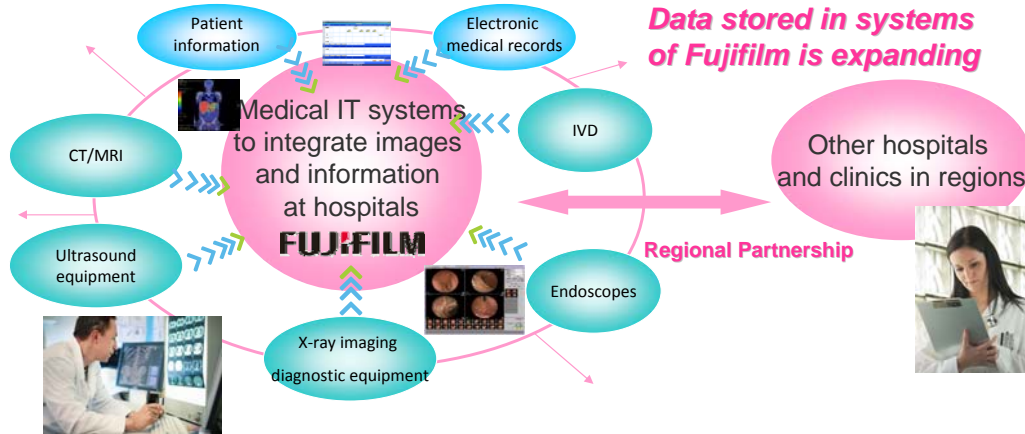 Data stored in systems
of Fujifilm is expanding
Patient
information
Electronic
medical records
Medical IT systems
to integrate images
and information
at hospitals
FUJIFILM
IVD
CT/MRI
Other hospitals
and clinics in regions
Regional Partnership
Ultrasound
equipment
Endoscopes
X-ray imaging
diagnostic equipment